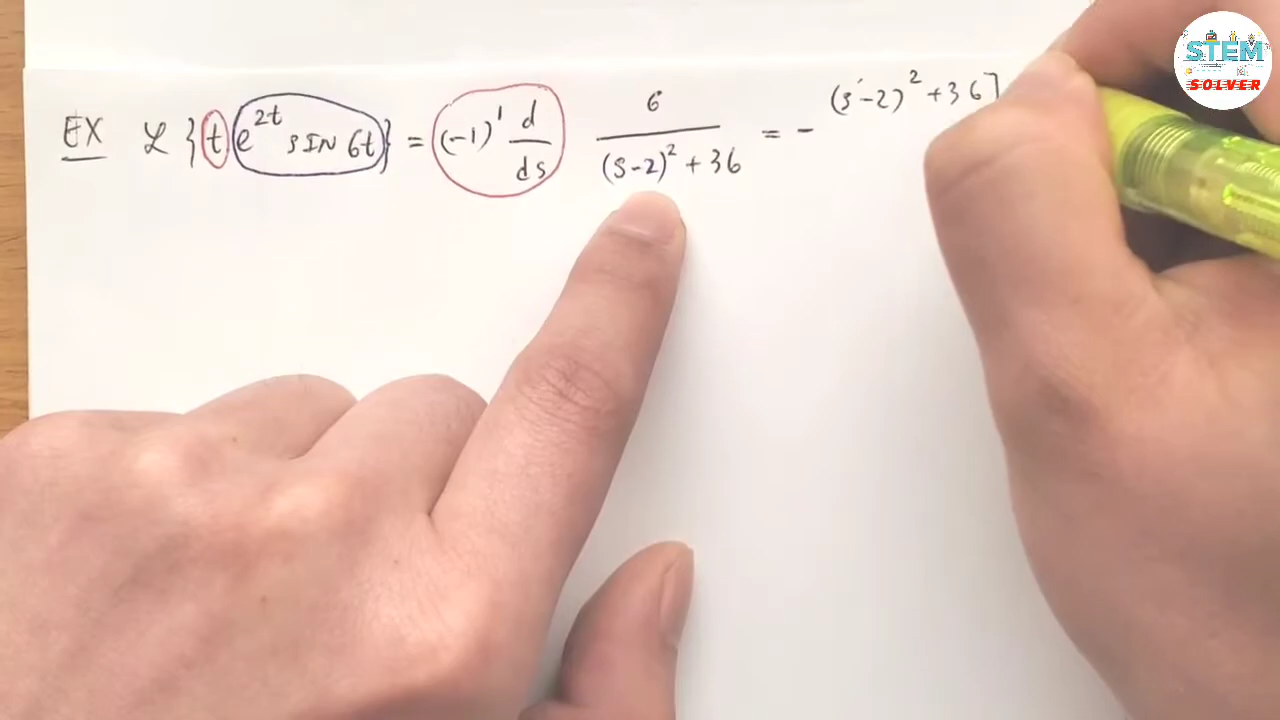 EX ℒ{t e^{2t} SIN 6t} = (-1)^1 d/ds 6/((s-2)^2 + 36) = - (s-2)^2 + 36]
STEM
SOLVER